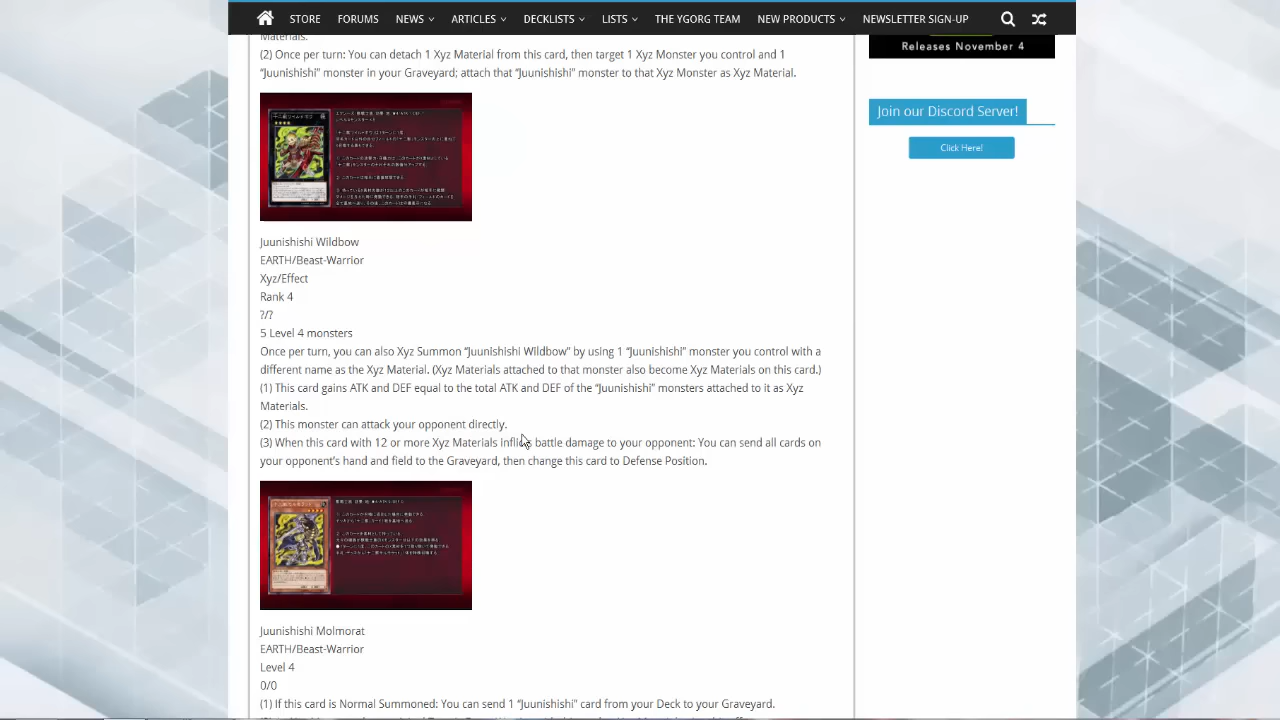 STORE FORUMS NEWS ARTICLES DECKLISTS LISTS THE YGORG TEAM NEW PRODUCTS NEWSLETTER SIGN-UP
Materials.
(2) Once per turn: You can detach 1 Xyz Material from this card, then target 1 Xyz Monster you control and 1
“Juunishishi” monster in your Graveyard; attach that “Juunishishi” monster to that Xyz Monster as Xyz Material.
Juunishishi Wildbow
EARTH/Beast-Warrior
Xyz/Effect
Rank 4
?/?
5 Level 4 monsters
Once per turn, you can also Xyz Summon “Juunishishi Wildbow” by using 1 “Juunishishi” monster you control with a
different name as the Xyz Material. (Xyz Materials attached to that monster also become Xyz Materials on this card.)
(1) This card gains ATK and DEF equal to the total ATK and DEF of the “Juunishishi” monsters attached to it as Xyz
Materials.
(2) This monster can attack your opponent directly.
(3) When this card with 12 or more Xyz Materials inflicts battle damage to your opponent: You can send all cards on
your opponent’s hand and field to the Graveyard, then change this card to Defense Position.
Juunishishi Molmorat
EARTH/Beast-Warrior
Level 4
0/0
(1) If this card is Normal Summoned: You can send 1 “Juunishishi” card from your Deck to your Graveyard.
Releases November 4
Join our Discord Server!
Click Here!